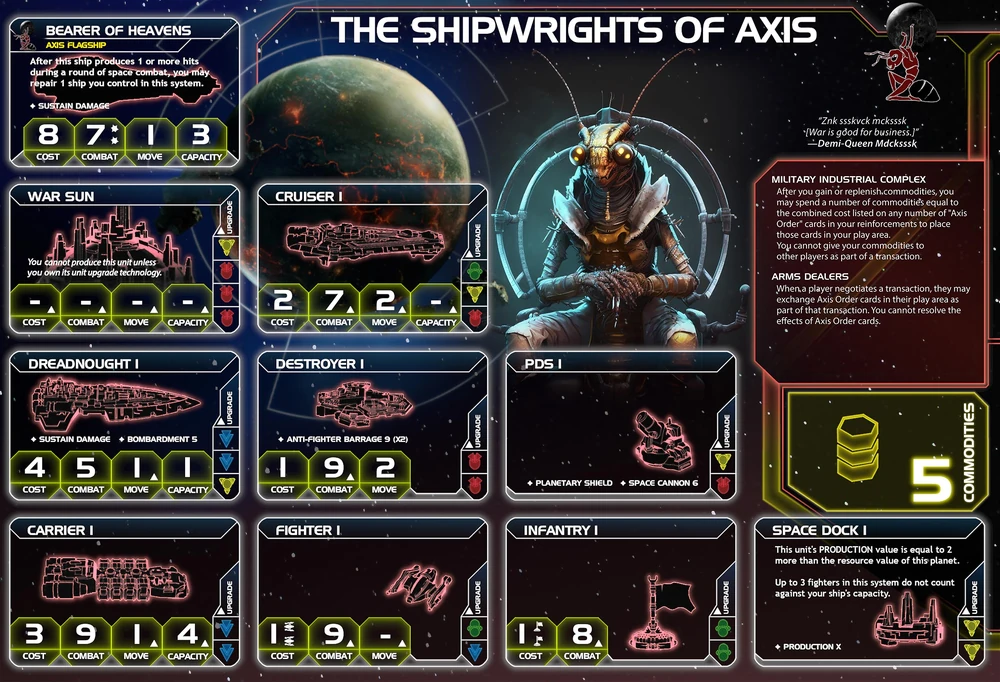 THE SHIPWRIGHTS OF AXIS
BEARER OF HEAVENS
AXIS FLAGSHIP
After this ship produces 1 or more hits
during a round of space combat, you may
repair 1 ship you control in this system.
SUSTAIN DAMAGE
8 7 1 3
COST COMBAT MOVE CAPACITY
"Znk ssskvck mcksssk
[War is good for business.]"
— Demi-Queen Mdcksssk
WAR SUN
You cannot produce this unit unless
you own its unit upgrade technology.
UPGRADE
- - - -
COST COMBAT MOVE CAPACITY
CRUISER I
UPGRADE
2 7 2 -
COST COMBAT MOVE CAPACITY
MILITARY INDUSTRIAL COMPLEX
After you gain or replenish commodities, you
may spend a number of commodities equal to
the combined cost listed on any number of "Axis
Order" cards in your reinforcements to place
those cards in your play area.
You cannot give your commodities to
other players as part of a transaction.
ARMS DEALERS
When a player negotiates a transaction, they may
exchange Axis Order cards in their play area as
part of that transaction. You cannot resolve the
effects of Axis Order cards.
DREADNOUGHT I
SUSTAIN DAMAGE BOMBARDMENT 5
UPGRADE
4 5 1 1
COST COMBAT MOVE CAPACITY
DESTROYER I
ANTI-FIGHTER BARRAGE 9 (X2)
UPGRADE
1 9 2
COST COMBAT MOVE
PDS I
UPGRADE
PLANETARY SHIELD SPACE CANNON 6
5
COMMODITIES
CARRIER I
UPGRADE
3 9 1 4
COST COMBAT MOVE CAPACITY
FIGHTER I
UPGRADE
1 9 -
COST COMBAT MOVE
INFANTRY I
UPGRADE
1 8
COST COMBAT
SPACE DOCK I
This unit's PRODUCTION value is equal to 2
more than the resource value of this planet.
Up to 3 fighters in this system do not count
against your ship's capacity.
UPGRADE
PRODUCTION X